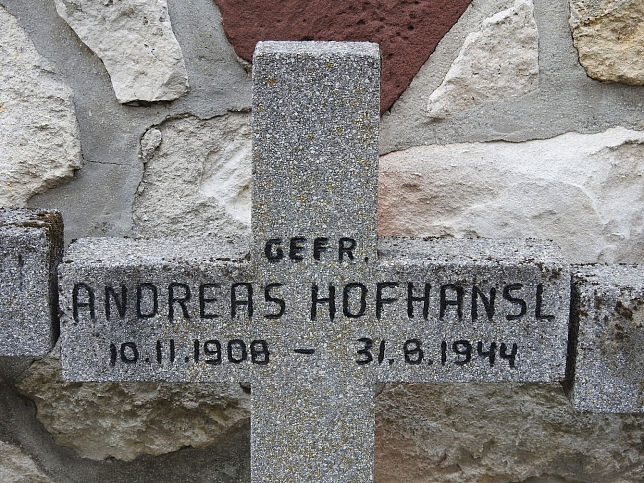 GEFR.
ANDREAS HOFHANSL
10.11.1908 - 31.8.1944